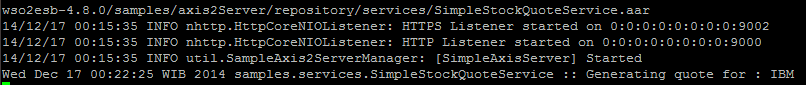 wso2esb-4.8.0/samples/axis2Server/repository/services/SimpleStockQuoteService.aar
14/12/17 00:15:35 INFO nhttp.HttpCoreNIOListener: HTTPS Listener started on 0:0:0:0:0:0:0:0:9002
14/12/17 00:15:35 INFO nhttp.HttpCoreNIOListener: HTTP Listener started on 0:0:0:0:0:0:0:0:9000
14/12/17 00:15:35 INFO util.SampleAxis2ServerManager: [SimpleAxisServer] Started
Wed Dec 17 00:22:25 WIB 2014 samples.services.SimpleStockQuoteService :: Generating quote for : IBM